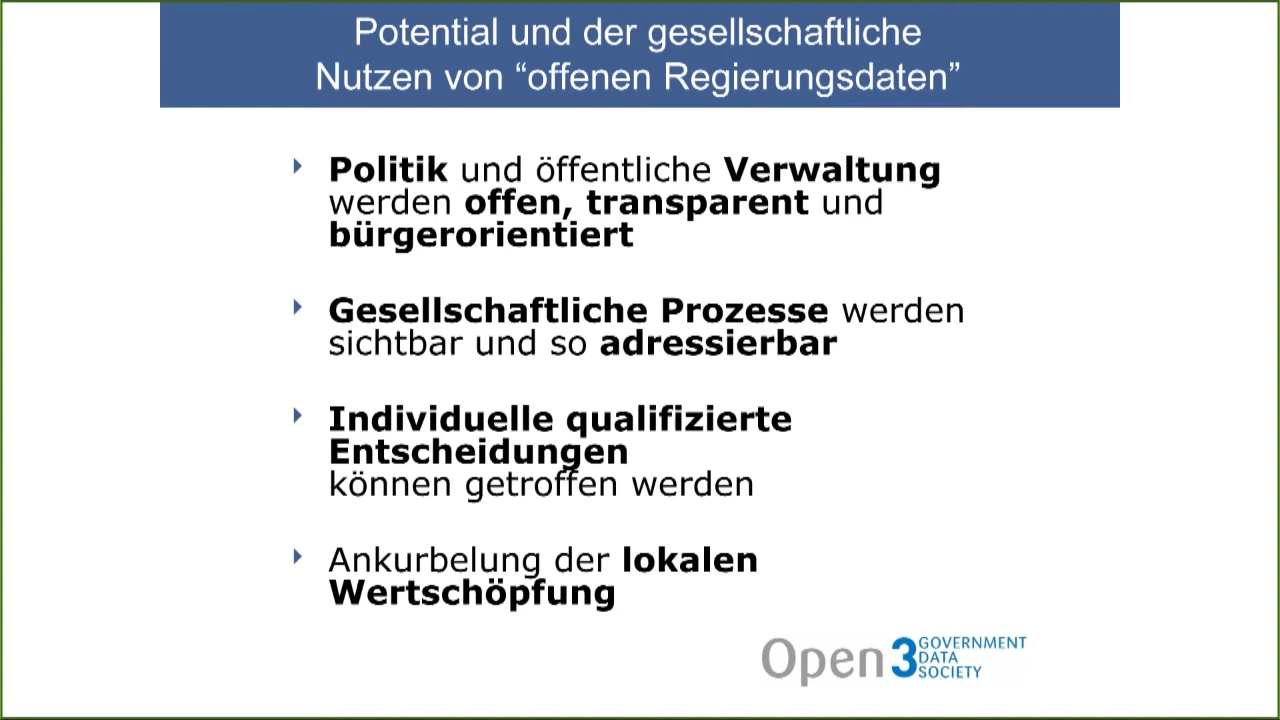 Potential und der gesellschaftliche
Nutzen von “offenen Regierungsdaten”
Politik und öffentliche Verwaltung
werden offen, transparent und
bürgerorientiert
Gesellschaftliche Prozesse werden
sichtbar und so adressierbar
Individuelle qualifizierte
Entscheidungen
können getroffen werden
Ankurbelung der lokalen
Wertschöpfung
Open3 GOVERNMENT
DATA
SOCIETY